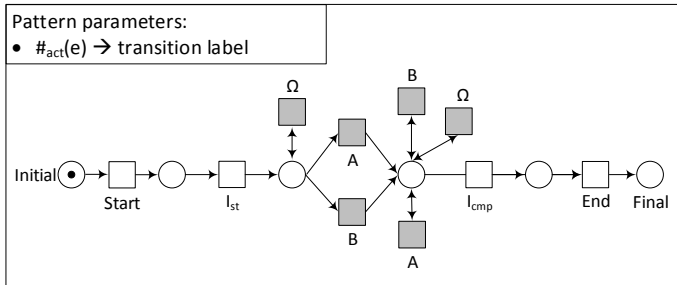 Pattern parameters:
• #act(e) → transition label
B
Ω
Ω
A
Initial
Start
Ist
B
A
Icmp
End
Final